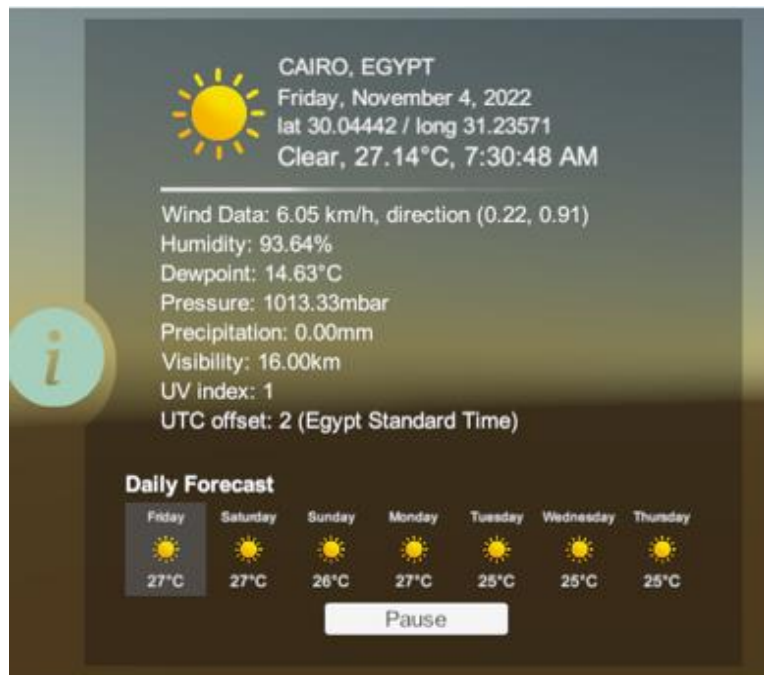 CAIRO, EGYPT
Friday, November 4, 2022
lat 30.04442 / long 31.23571
Clear, 27.14°C, 7:30:48 AM
Wind Data: 6.05 km/h, direction (0.22, 0.91)
Humidity: 93.64%
Dewpoint: 14.63°C
Pressure: 1013.33mbar
Precipitation: 0.00mm
Visibility: 16.00km
i
UV index: 1
UTC offset: 2 (Egypt Standard Time)
Daily Forecast
Friday Saturday Sunday Monday Tuesday Wednesday Thursday
27°C 27°C 26°C 27°C 25°C 25°C 25°C
Pause